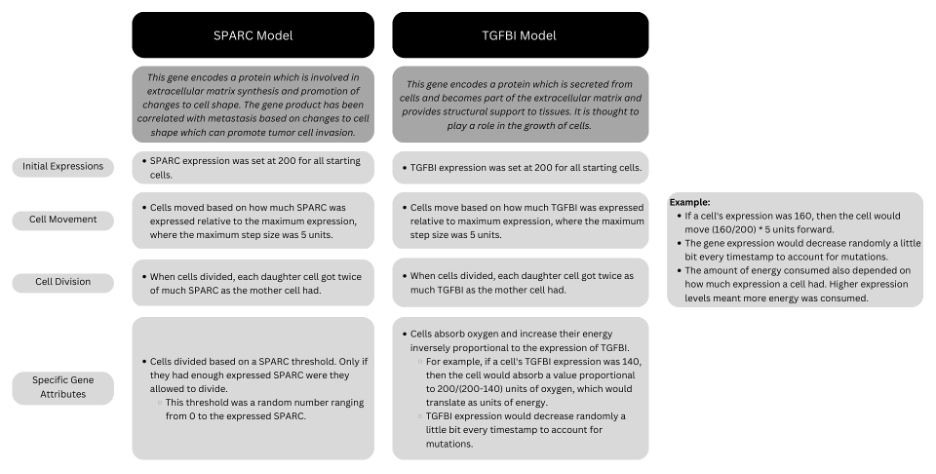 SPARC Model
TGFBI Model
This gene encodes a protein which is involved in
extracellular matrix synthesis and promotion of
changes to cell shape. The gene product has been
correlated with metastasis based on changes to cell
shape which can promote tumor cell invasion.
This gene encodes a protein which is secreted from
cells and becomes part of the extracellular matrix and
provides structural support to tissues. It is thought to
play a role in the growth of cells.
Initial Expressions
• SPARC expression was set at 200 for all starting
cells.
• TGFBI expression was set at 200 for all starting cells.
Cell Movement
• Cells moved based on how much SPARC was
expressed relative to the maximum expression,
where the maximum step size was 5 units.
• Cells move based on how much TGFBI was expressed
relative to maximum expression, where the maximum
step size was 5 units.
Example:
• If a cell's expression was 160, then the cell would
move (160/200) * 5 units forward.
• The gene expression would decrease randomly a little
bit every timestamp to account for mutations.
• The amount of energy consumed also depended on
how much expression a cell had. Higher expression
levels meant more energy was consumed.
Cell Division
• When cells divided, each daughter cell got twice
of much SPARC as the mother cell had.
• When cells divided, each daughter cell got twice as
much TGFBI as the mother cell had.
Specific Gene
Attributes
• Cells divided based on a SPARC threshold. Only if
they had enough expressed SPARC were they
allowed to divide.
◦ This threshold was a random number ranging
from 0 to the expressed SPARC.
• Cells absorb oxygen and increase their energy
inversely proportional to the expression of TGFBI.
◦ For example, if a cell's TGFBI expression was 140,
then the cell would absorb a value proportional
to 200/(200-140) units of oxygen, which would
translate as units of energy.
◦ TGFBI expression would decrease randomly a
little bit every timestamp to account for
mutations.